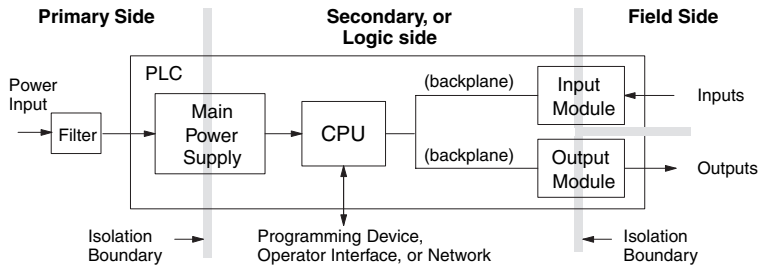 Primary Side
Secondary, or
Logic side
Field Side
PLC
Power
Input
Filter
Main
Power
Supply
CPU
(backplane)
(backplane)
Input
Module
Output
Module
Inputs
Outputs
Isolation
Boundary
Programming Device,
Operator Interface, or Network
Isolation
Boundary